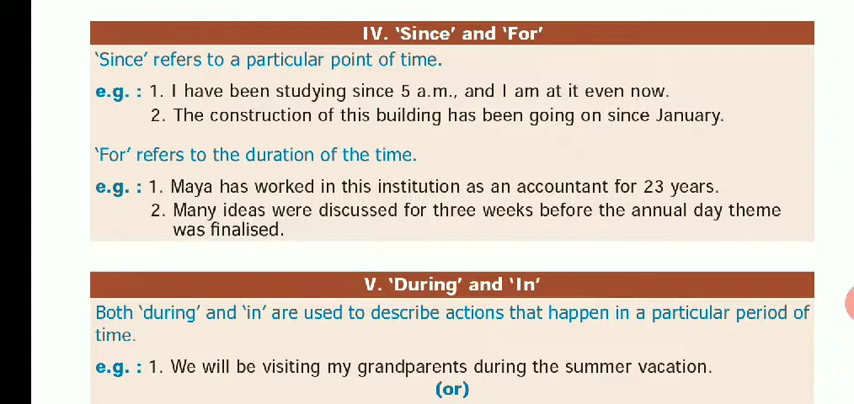 IV. ‘Since’ and ‘For’
‘Since’ refers to a particular point of time.
e.g. : 1. I have been studying since 5 a.m., and I am at it even now.
2. The construction of this building has been going on since January.
‘For’ refers to the duration of the time.
e.g. : 1. Maya has worked in this institution as an accountant for 23 years.
2. Many ideas were discussed for three weeks before the annual day theme
was finalised.
V. ‘During’ and ‘In’
Both ‘during’ and ‘in’ are used to describe actions that happen in a particular period of
time.
e.g. : 1. We will be visiting my grandparents during the summer vacation.
(or)